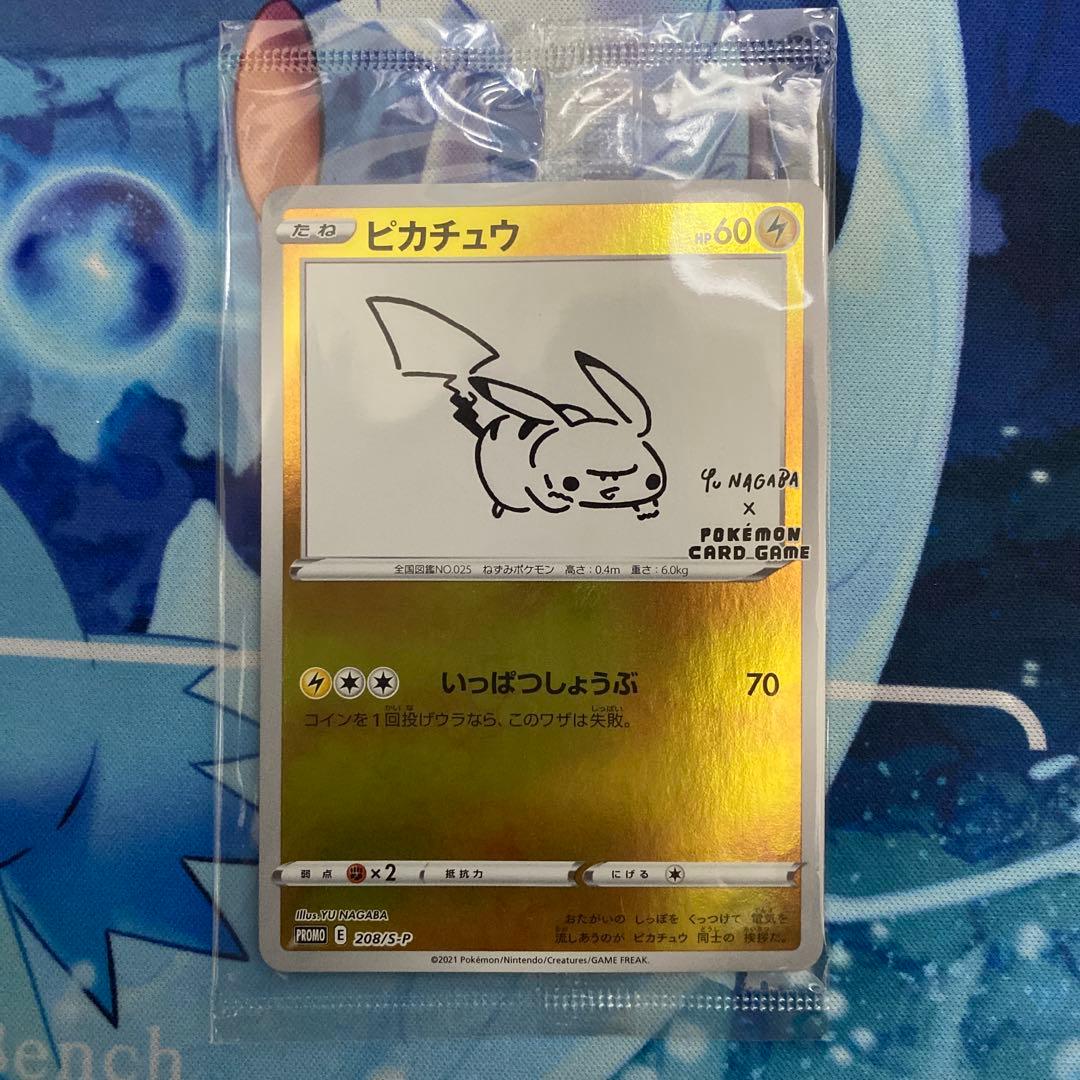 たね ピカチュウ HP 60
YU NAGABA
×
POKÉMON
CARD GAME
全国図鑑NO.025 ねずみポケモン 高さ:0.4m 重さ:6.0kg
いっぱつしょうぶ 70
コインを1回投げウラなら、このワザは失敗。
弱点 ×2 抵抗力 にげる
Illus. YU NAGABA
PROMO E 208/S-P
おたがいの しっぽを くっつけて 電気を
流しあうのが ピカチュウ 同士の 挨拶だ。
©2021 Pokémon/Nintendo/Creatures/GAME FREAK.
Bench